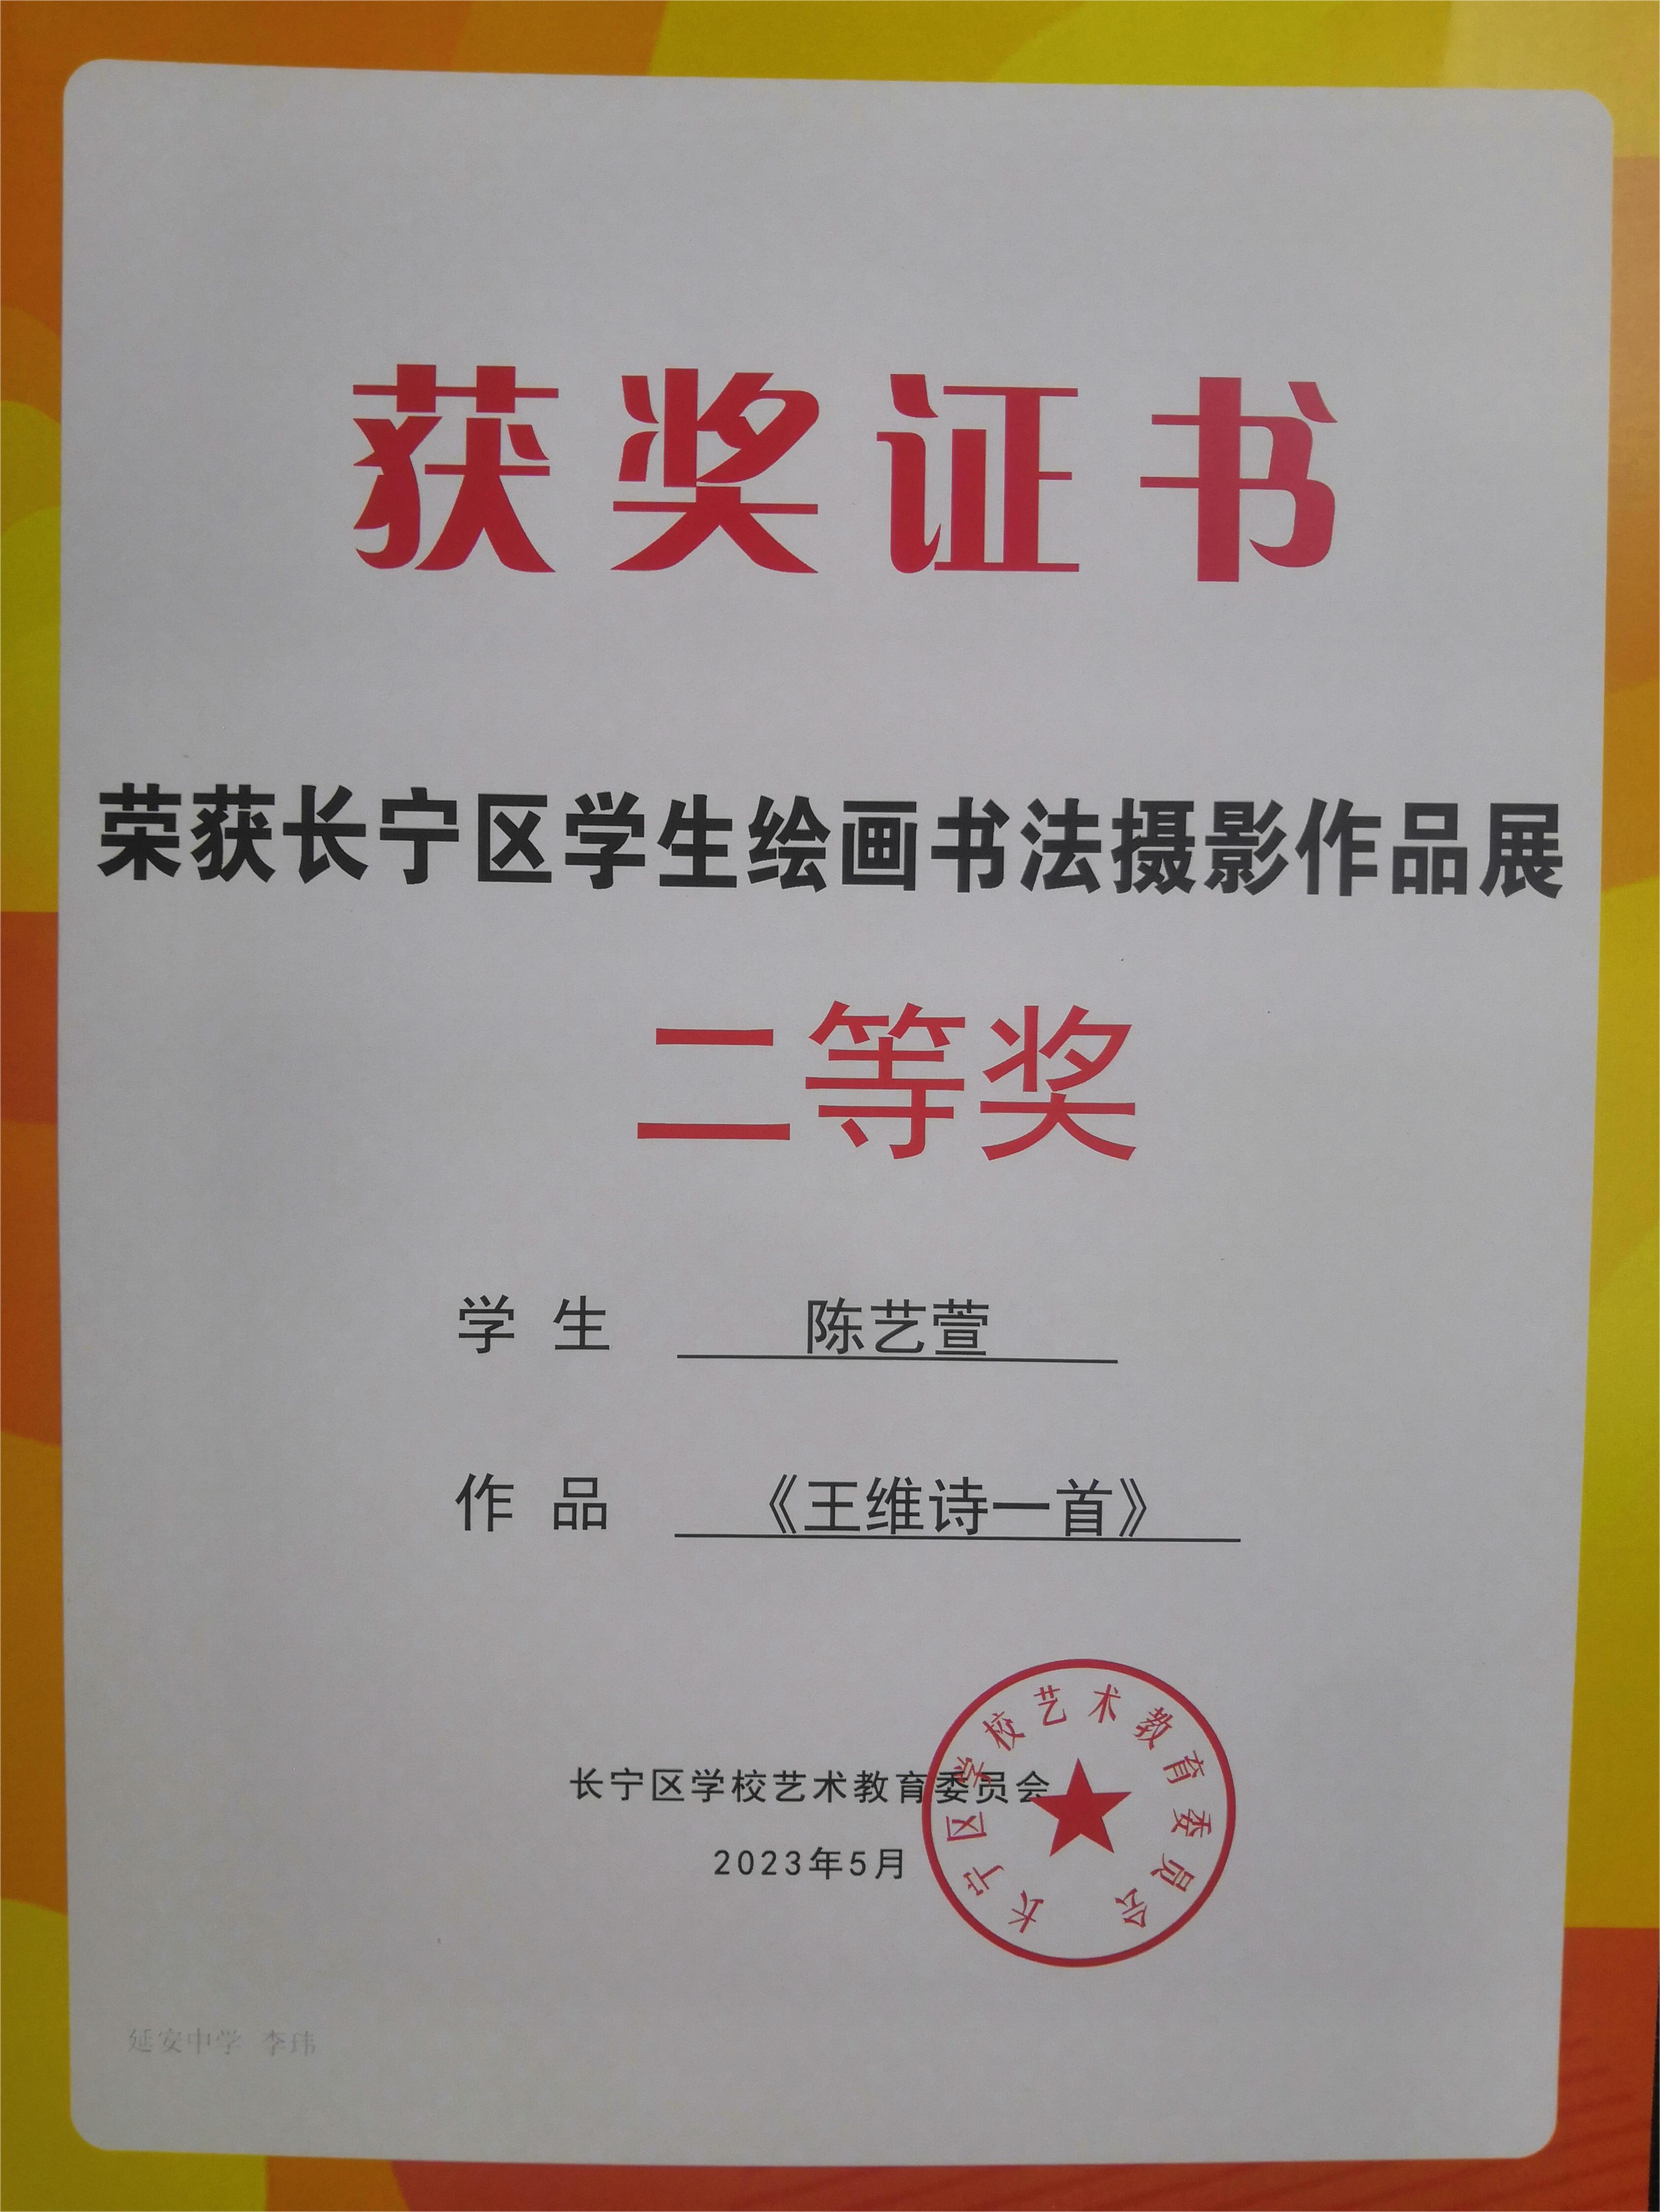 获奖证书
荣获长宁区学生绘画书法摄影作品展
二等奖
学生 陈艺萱
作品 《王维诗一首》
长宁区学校艺术教育委员会
2023年5月
长宁区学校艺术教育委员会
延安中学 李玮